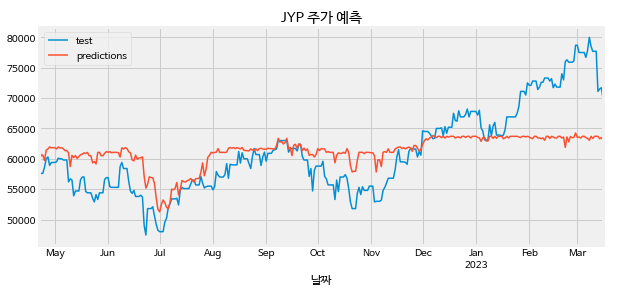 JYP 주가 예측
test
predictions
80000
75000
70000
65000
60000
55000
50000
May Jun Jul Aug Sep Oct Nov Dec Jan Feb Mar
2023
날짜